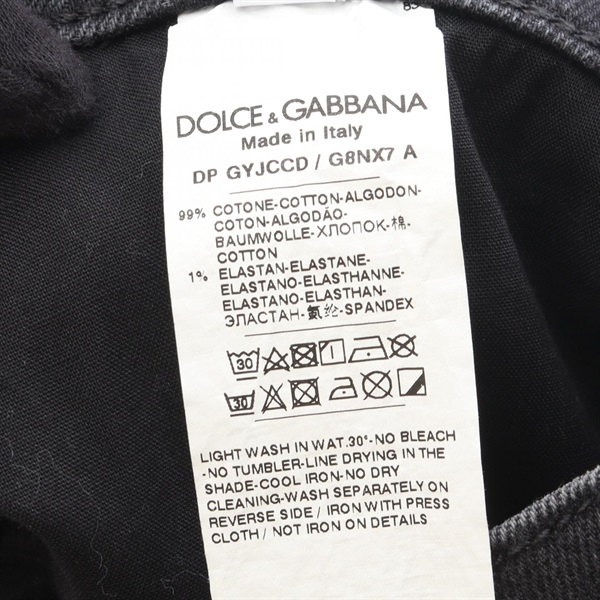 85
DOLCE & GABBANA
Made in Italy
DP GYJCCD / G8NX7 A
99% COTONE-COTTON-ALGODON-
COTON-ALGODÃO-
BAUMWOLLE-ХЛОПОК-棉-
COTTON
1% ELASTAN-ELASTANE-
ELASTANO-ELASTHANNE-
ELASTANO-ELASTHAN-
ЭЛАСТАН-氨纶-SPANDEX
30
30
LIGHT WASH IN WAT.30°-NO BLEACH
-NO TUMBLER-LINE DRYING IN THE
SHADE-COOL IRON-NO DRY
CLEANING-WASH SEPARATELY ON
REVERSE SIDE / IRON WITH PRESS
CLOTH / NOT IRON ON DETAILS